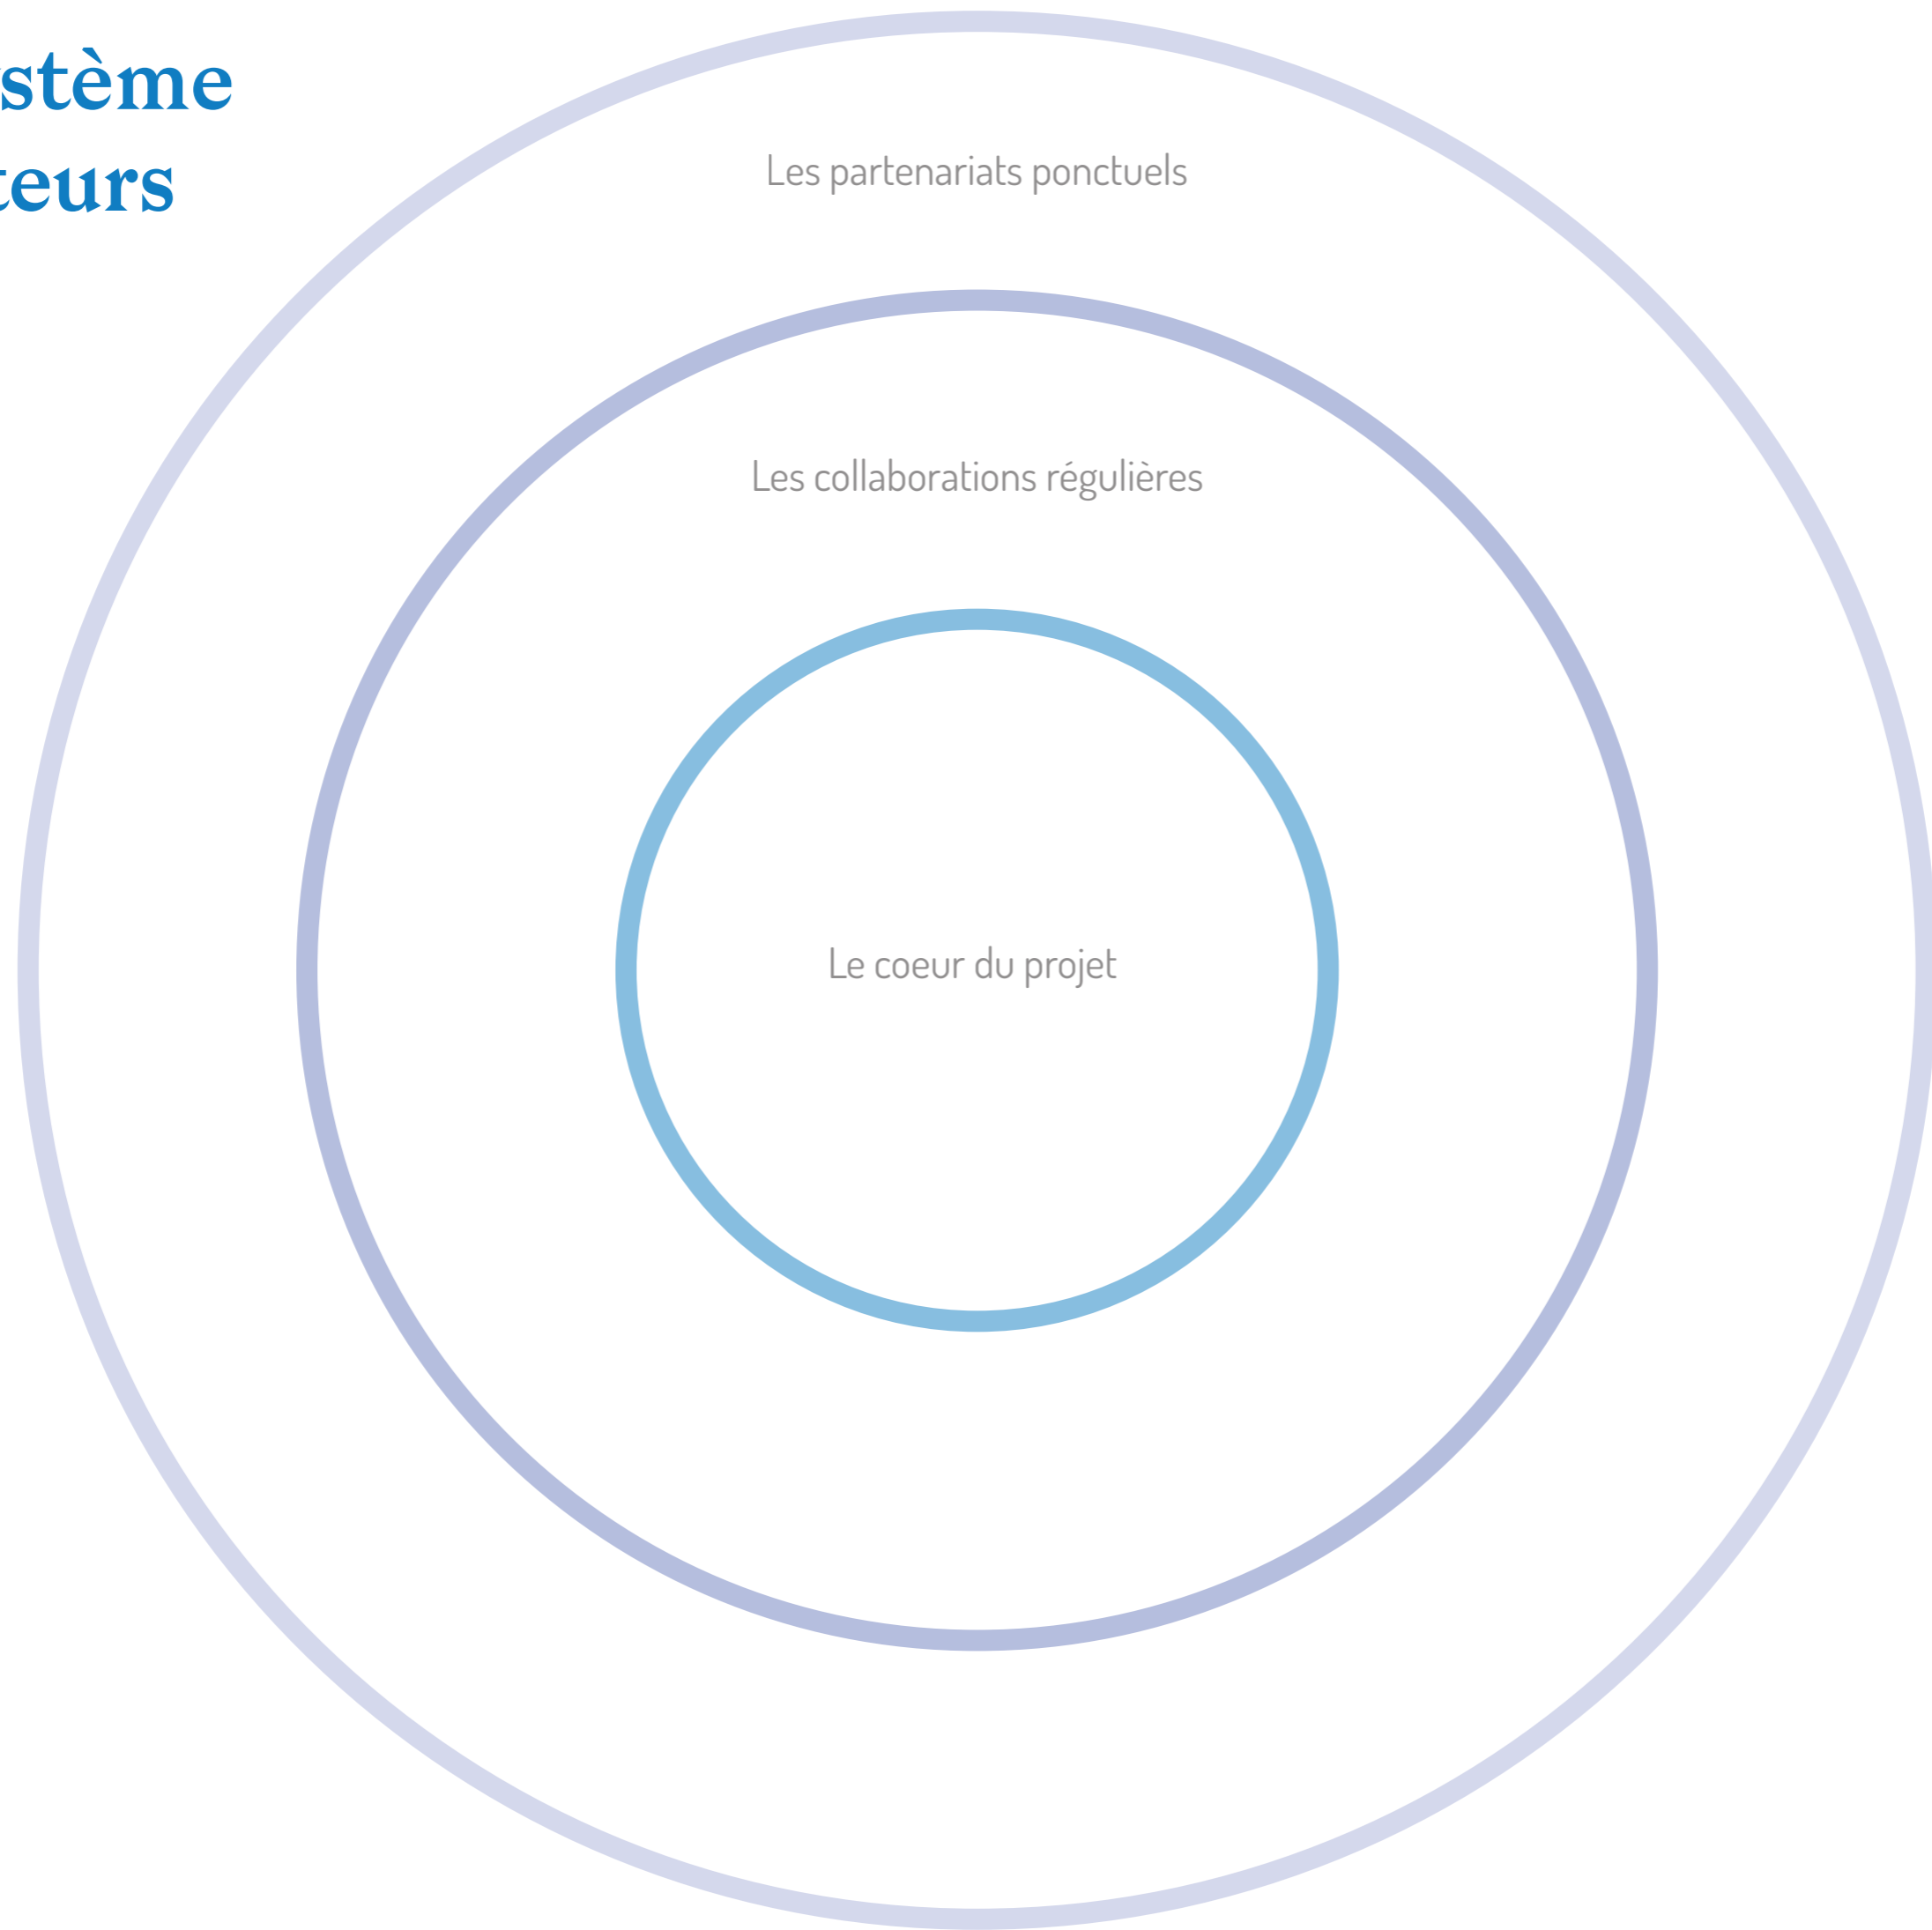 stème
teurs
Les partenariats ponctuels
Les collaborations régulières
Le coeur du projet